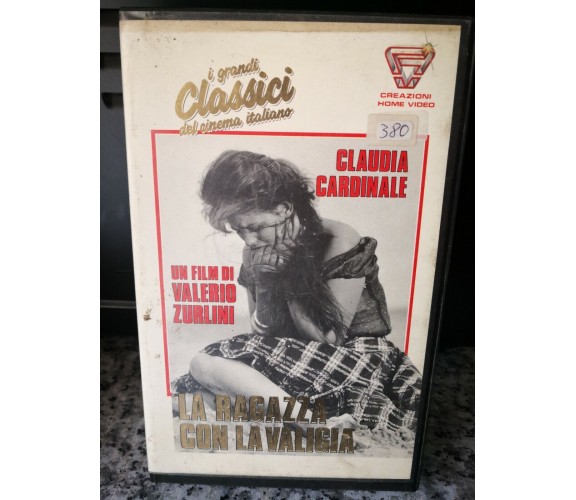 i grandi
Classici
del cinema italiano
CREAZIONI
HOME VIDEO
380
CLAUDIA
CARDINALE
UN FILM DI
VALERIO
ZURLINI
LA RAGAZZA
CON LA VALIGIA